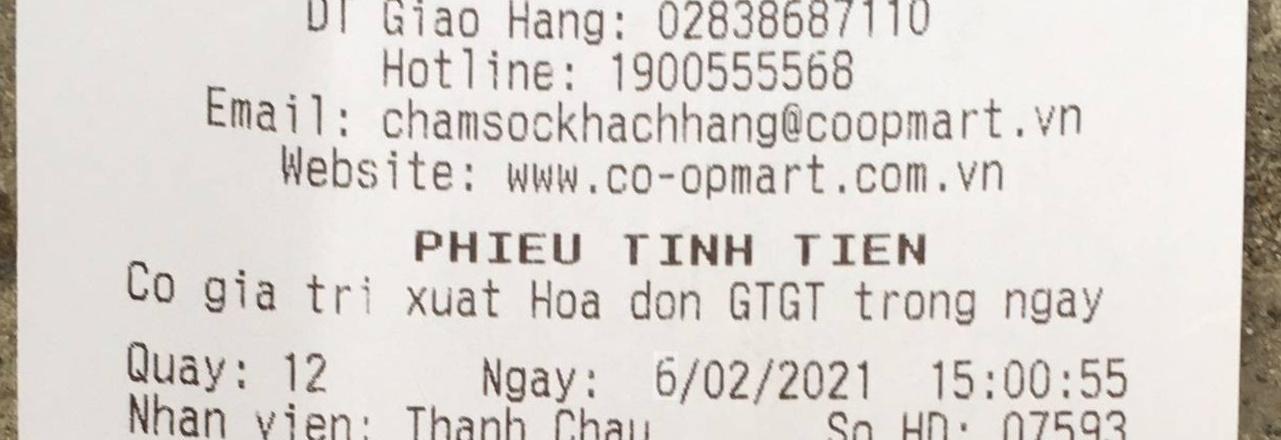 DT Giao Hang: 02838687110
Hotline: 1900555568
Email: chamsockhachhang@coopmart.vn
Website: www.co-opmart.com.vn
PHIEU TINH TIEN
Co gia tri xuat Hoa don GTGT trong ngay
Quay: 12 Ngay: 6/02/2021 15:00:55
Nhan vien: Thanh Chau So HD: 07593